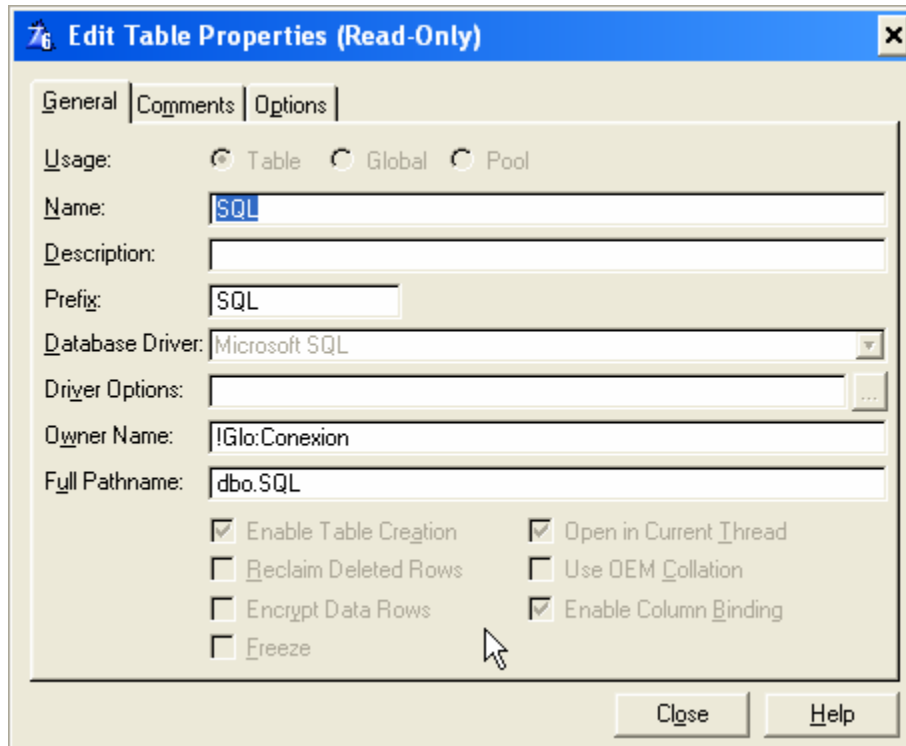 Edit Table Properties (Read-Only)
General Comments Options
Usage: Table Global Pool
Name: SQL
Description:
Prefix: SQL
Database Driver: Microsoft SQL
Driver Options: ...
Owner Name: !Glo:Conexion
Full Pathname: dbo.SQL
Enable Table Creation Open in Current Thread
Reclaim Deleted Rows Use OEM Collation
Encrypt Data Rows Enable Column Binding
Freeze
Close Help